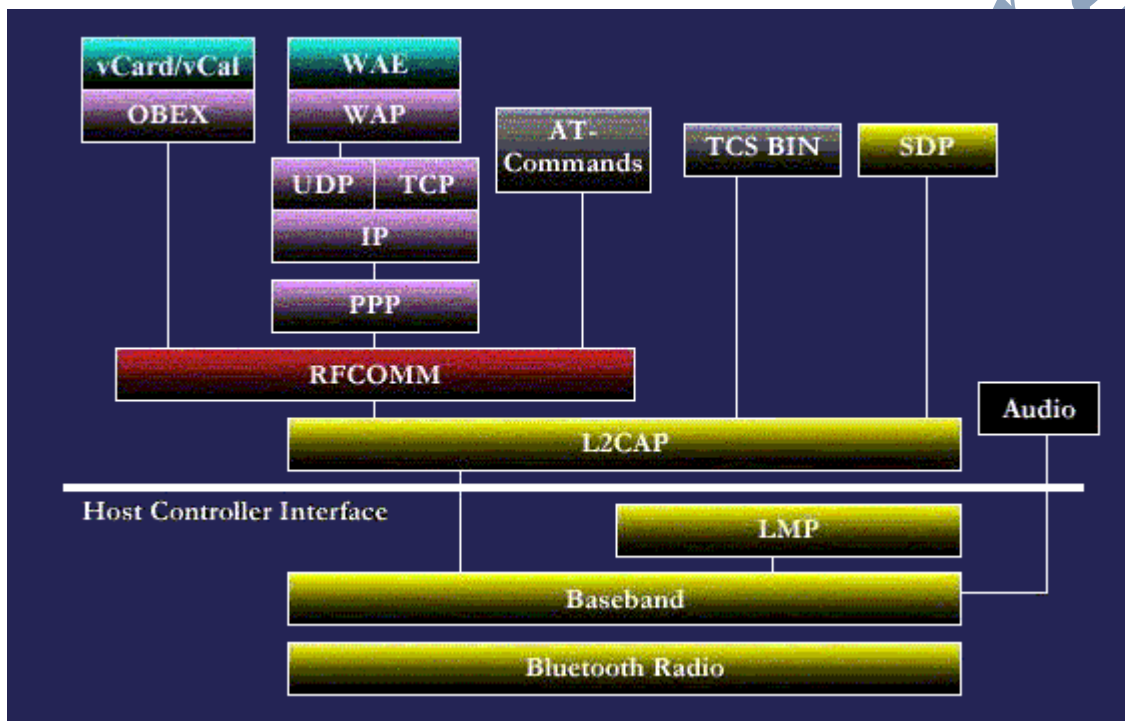 vCard/vCal
WAE
OBEX
WAP
AT-
Commands
TCS BIN
SDP
UDP
TCP
IP
PPP
RFCOMM
Audio
L2CAP
Host Controller Interface
LMP
Baseband
Bluetooth Radio